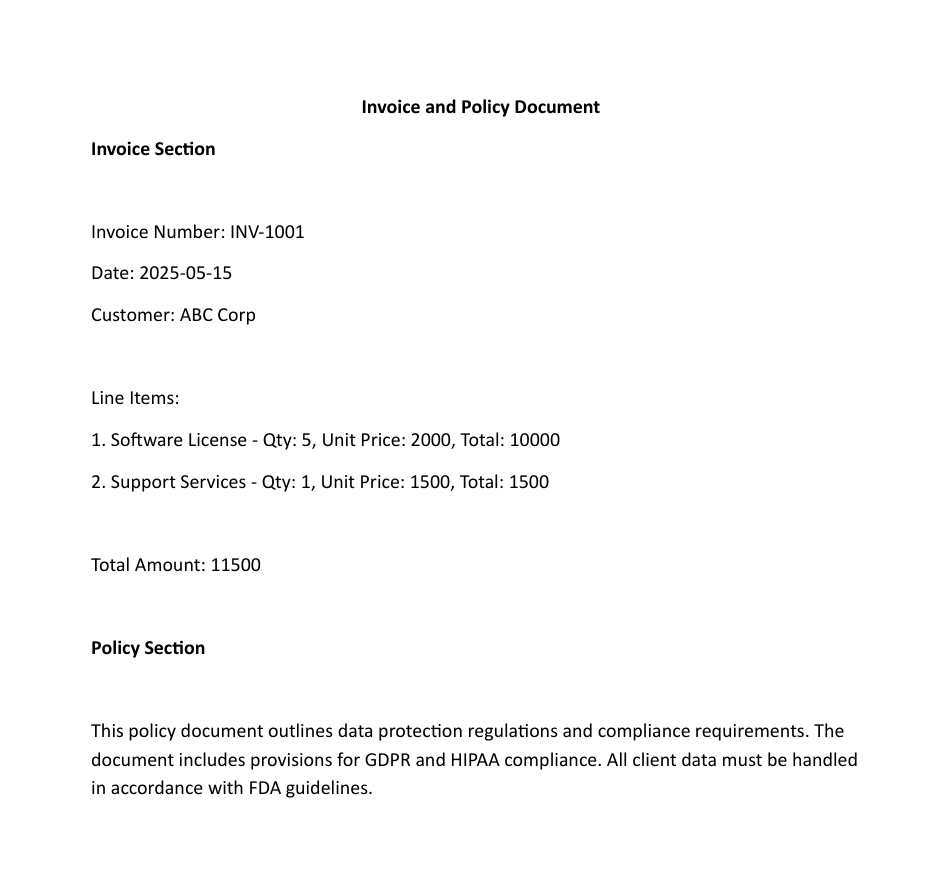 Invoice and Policy Document
Invoice Section
Invoice Number: INV-1001
Date: 2025-05-15
Customer: ABC Corp
Line Items:
1. Software License - Qty: 5, Unit Price: 2000, Total: 10000
2. Support Services - Qty: 1, Unit Price: 1500, Total: 1500
Total Amount: 11500
Policy Section
This policy document outlines data protection regulations and compliance requirements. The
document includes provisions for GDPR and HIPAA compliance. All client data must be handled
in accordance with FDA guidelines.